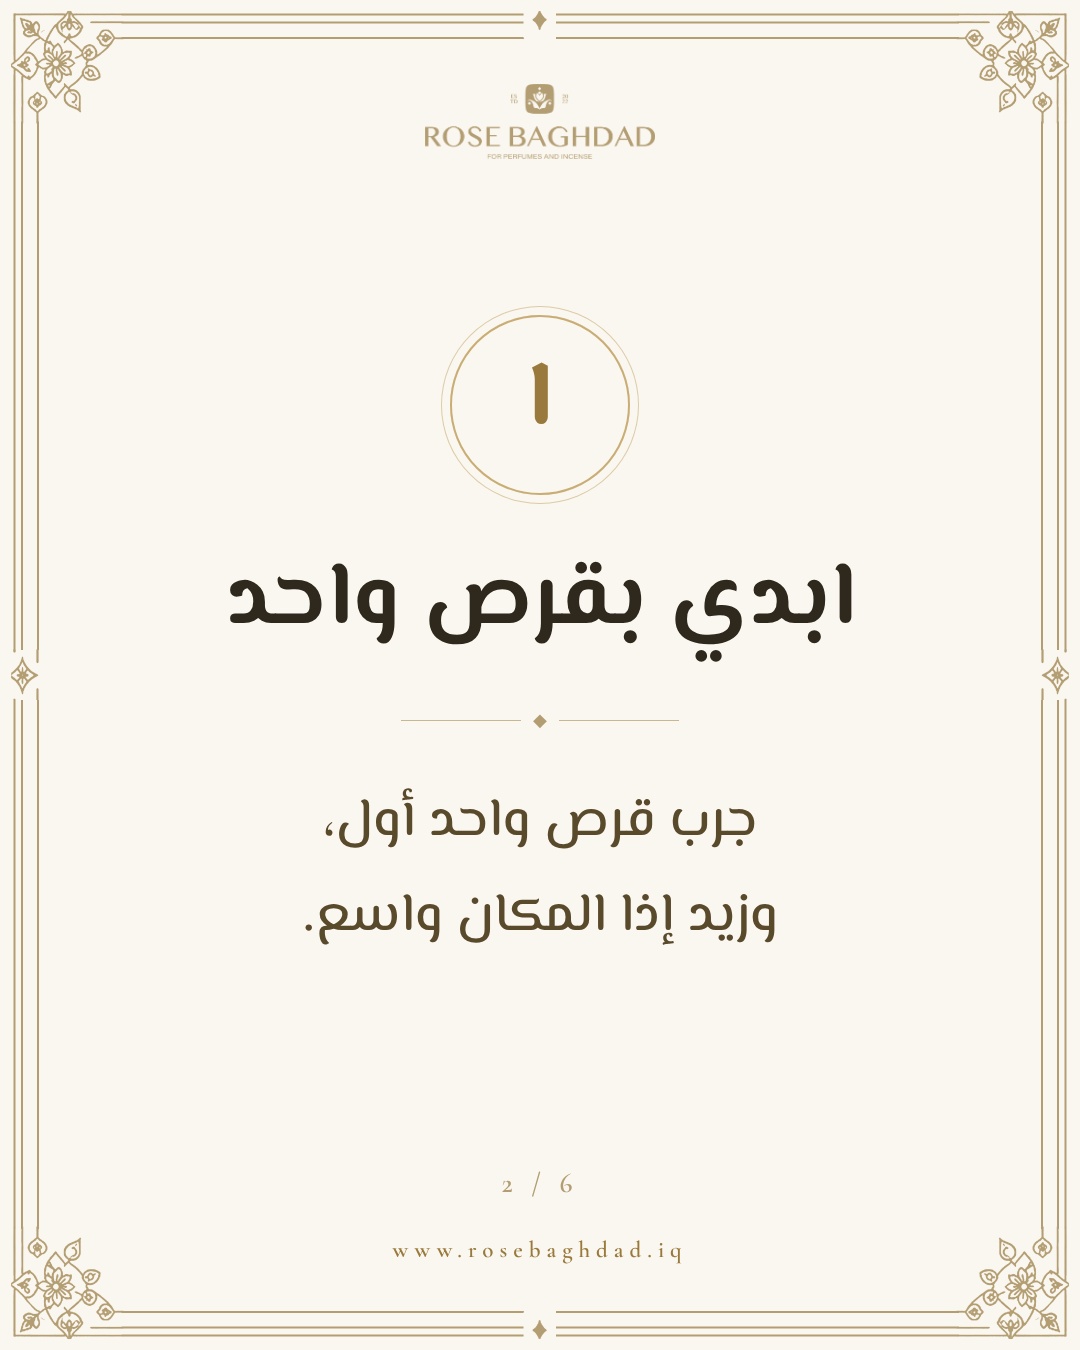 ROSE BAGHDAD
FOR PERFUMES AND INCENSE
١
ابدي بقرص واحد
جرب قرص واحد أول،
وزيد إذا المكان واسع.
2 / 6
www.rosebaghdad.iq